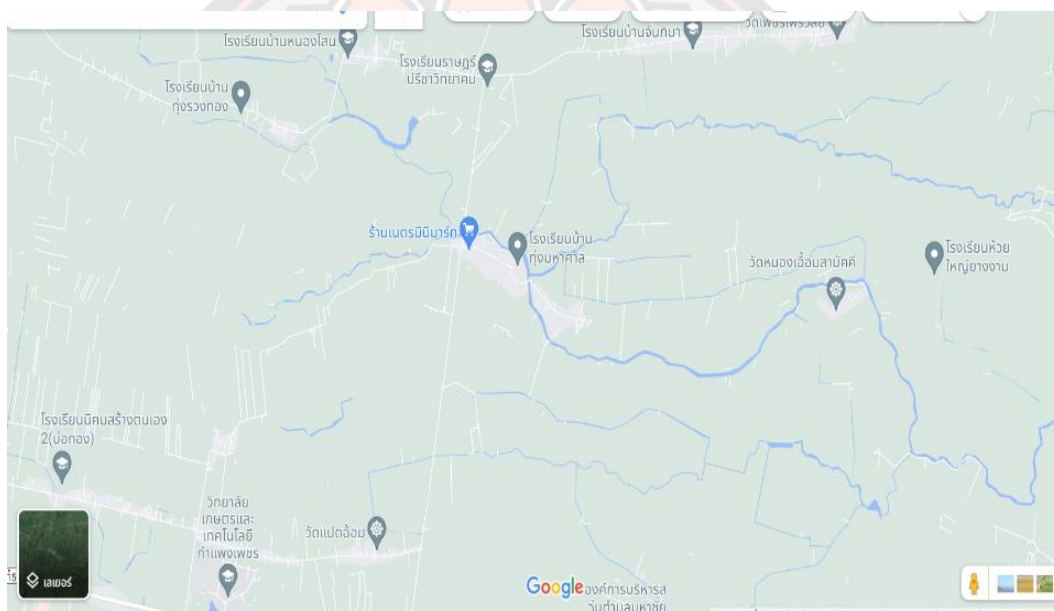 วัดเพชรไพรวัลย์
โรงเรียนบ้านจับทิมา
โรงเรียนบ้านหนองโสน
โรงเรียนราษฎร์
ปรีชาวิทยาคม
โรงเรียนบ้าน
ทุ่งรวงทอง
ร้านเนตรมินิมาร์ท
โรงเรียนบ้าน
ทุ่งมหาศาล
วัดหนองเอื้อมสามัคคี
โรงเรียนห้วย
ใหญ่ยางงาม
โรงเรียนนิคมสร้างตนเอง
2(บ่อทอง)
วิทยาลัย
เกษตรและ
เทคโนโลยี
กำแพงเพชร
วัดแปดอ้อม
เลเยอร์
Google
องค์การบริหารส
วนตำบลมหาชัย